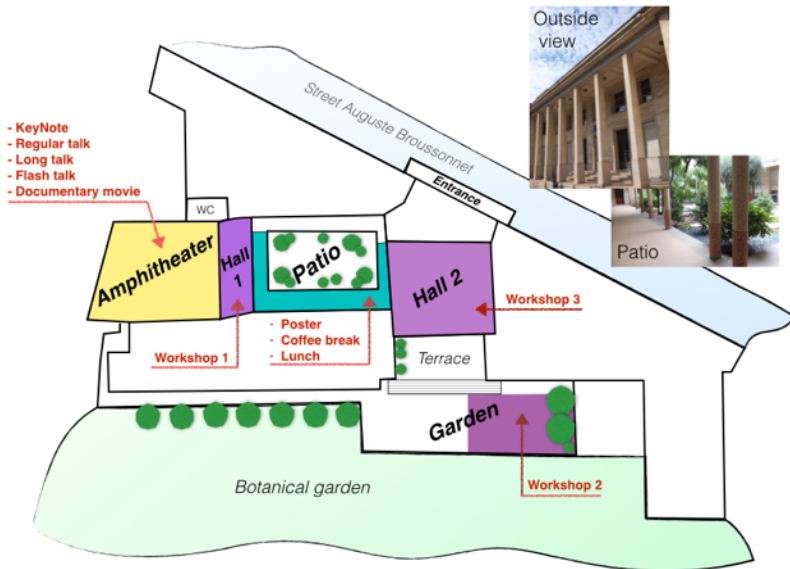 Outside
view
Street Auguste Broussonnet
- KeyNote
- Regular talk
- Long talk
- Flash talk
- Documentary movie
Entrance
WC
Patio
Amphitheater
Hall
1
Patio
Hall 2
Workshop 3
Workshop 1
- Poster
- Coffee break
- Lunch
Terrace
Garden
Botanical garden
Workshop 2